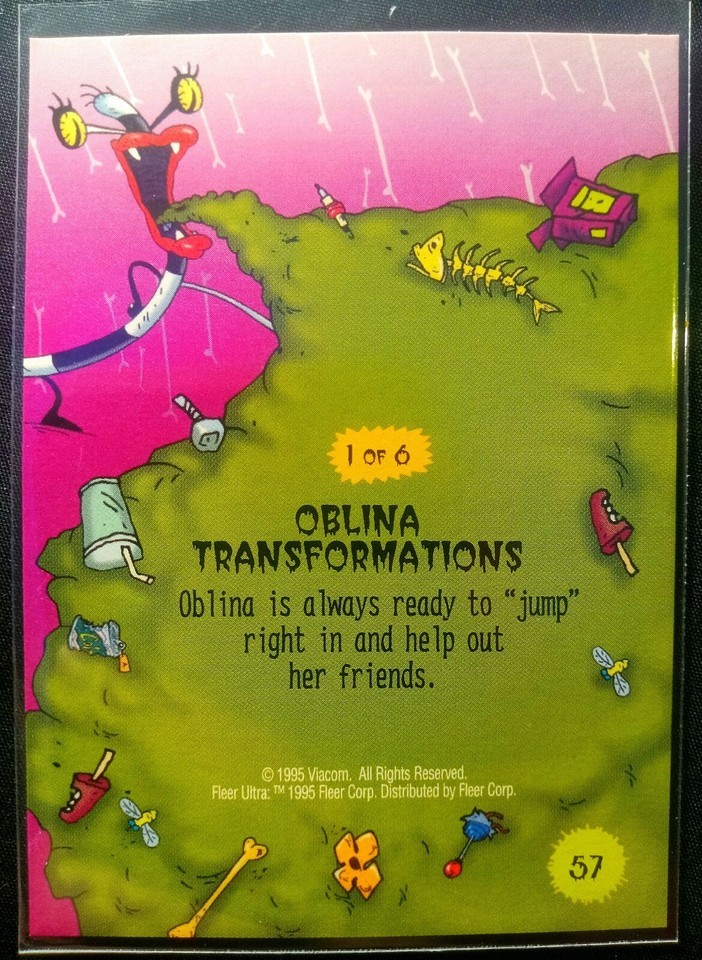 1 OF 6
OBLINA
TRANSFORMATIONS
Oblina is always ready to “jump”
right in and help out
her friends.
© 1995 Viacom. All Rights Reserved.
Fleer Ultra: ™ 1995 Fleer Corp. Distributed by Fleer Corp.
57